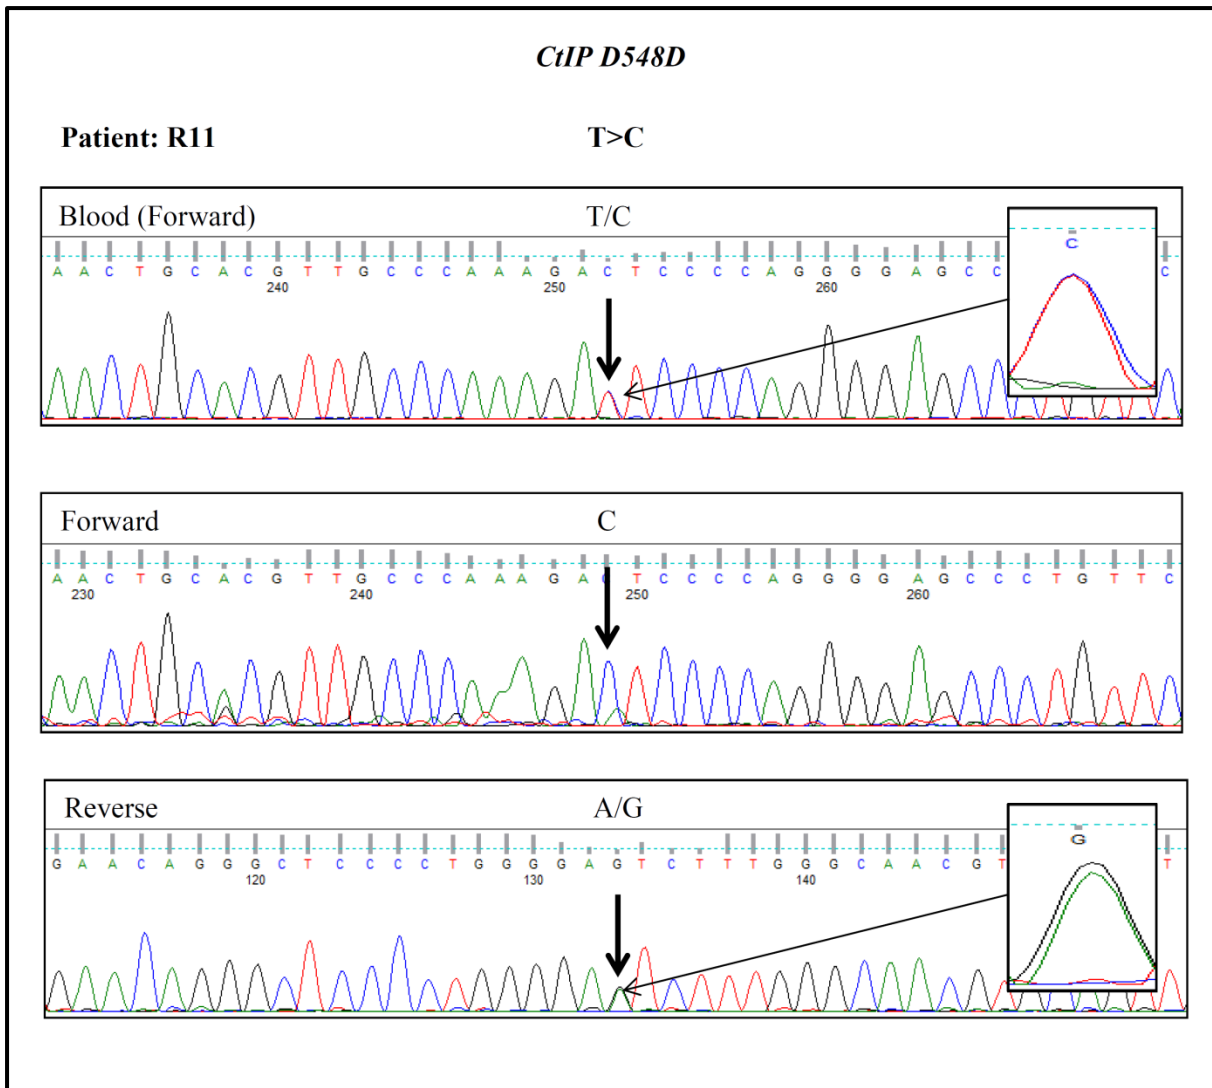 CtIP D548D
Patient: R11 T>C
Blood (Forward) T/C
A A C T G C A C G T T G C C C A A A G A C T C C C C A G G G G A G C C C
240 250 260
C
Forward C
A A C T G C A C G T T G C C C A A A G A C T C C C C A G G G G A G C C C T G T T C
230 240 250 260
Reverse A/G
G A A C A G G G C T C C C C T G G G G A G T C T T T G G G C A A C G T T
120 130 140
G